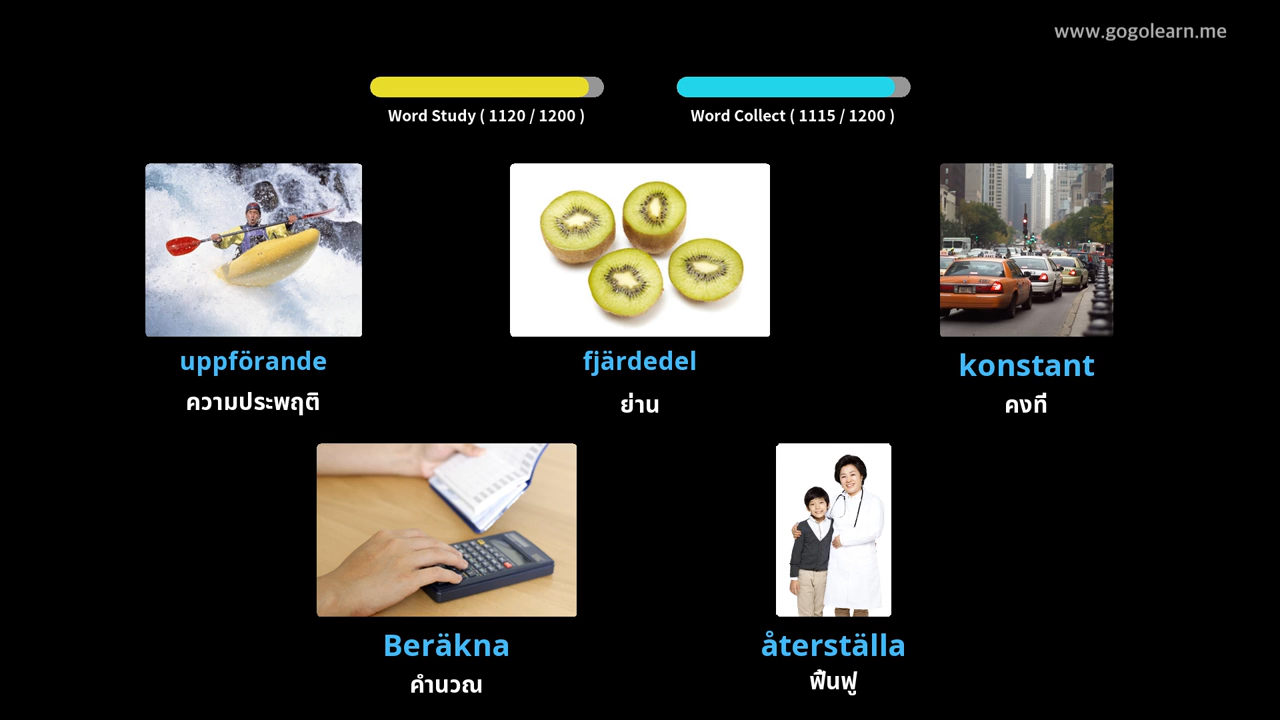 www.gogolearn.me
Word Study ( 1120 / 1200 )
Word Collect ( 1115 / 1200 )
uppförande
fjärdedel
konstant
ความประพฤติ
ย่าน
คงที่
Beräkna
återställa
คำนวณ
ฟื้นฟู